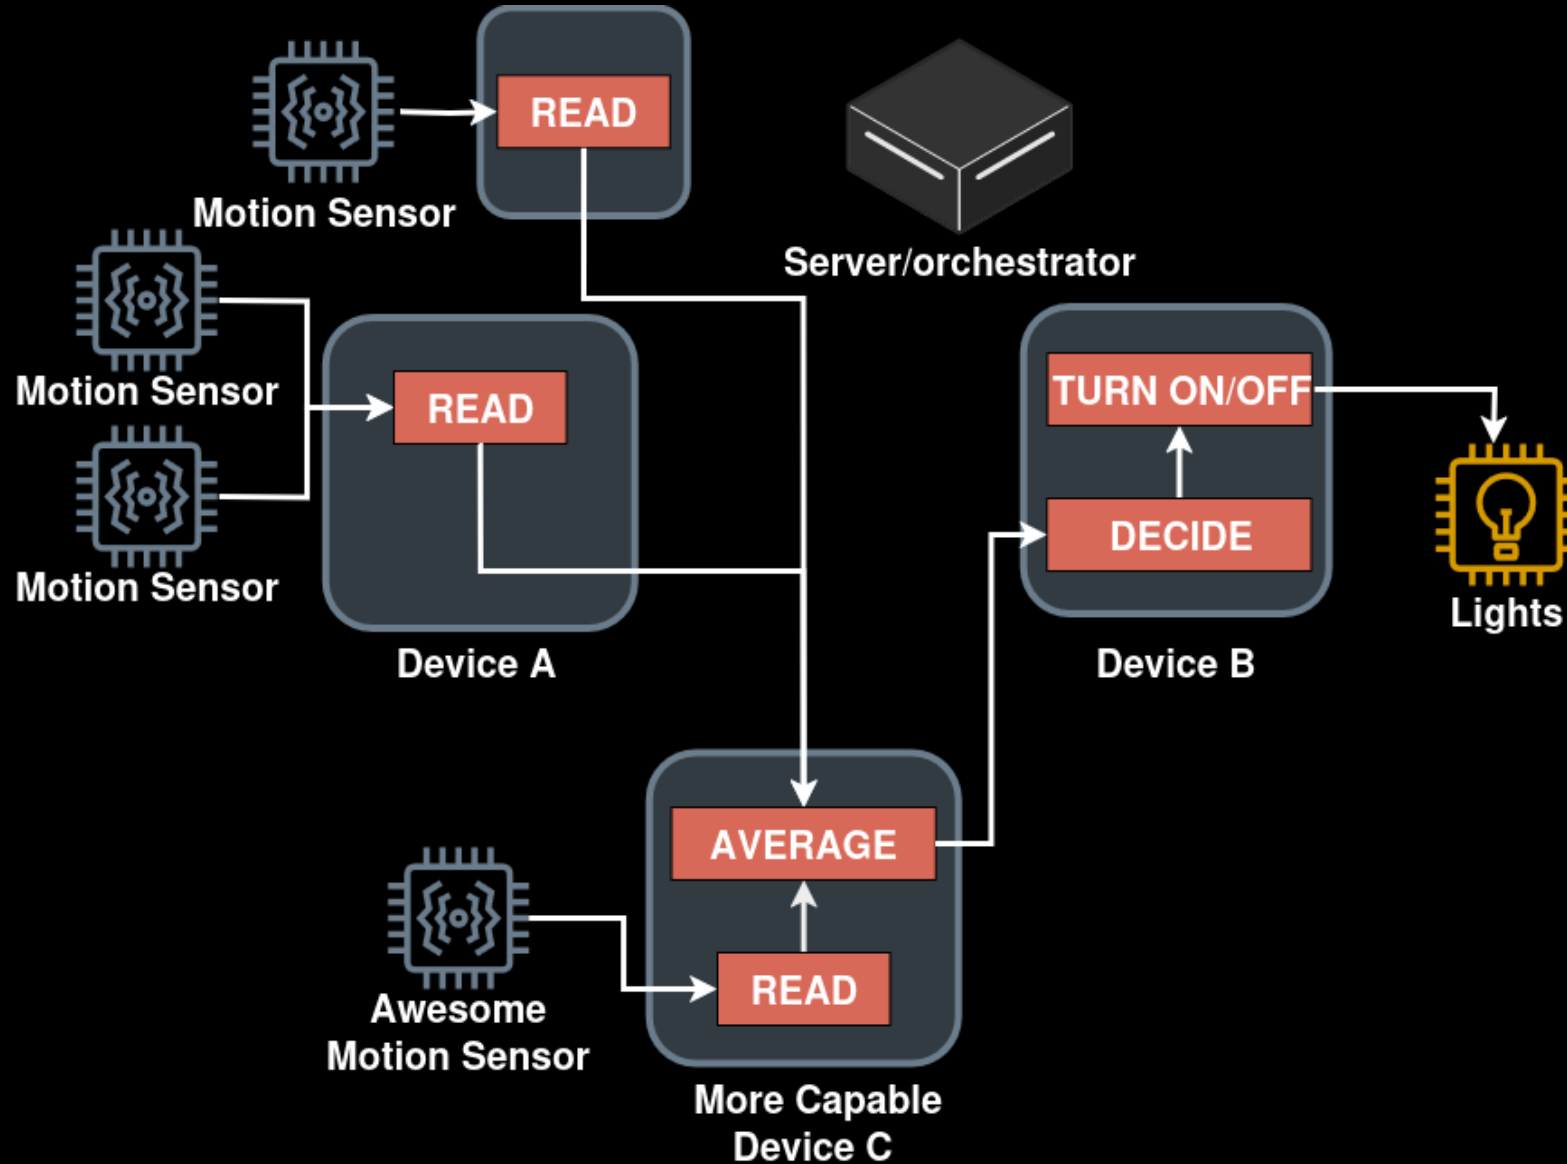 READ
Motion Sensor
Server/orchestrator
Motion Sensor
READ
Motion Sensor
Device A
TURN ON/OFF
DECIDE
Device B
Lights
AVERAGE
READ
Awesome
Motion Sensor
More Capable
Device C